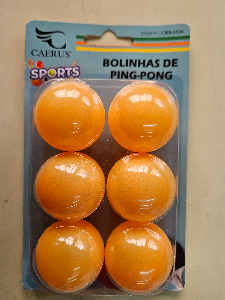 CAERUS
SPORTS
BOLINHAS DE
PING-PONG